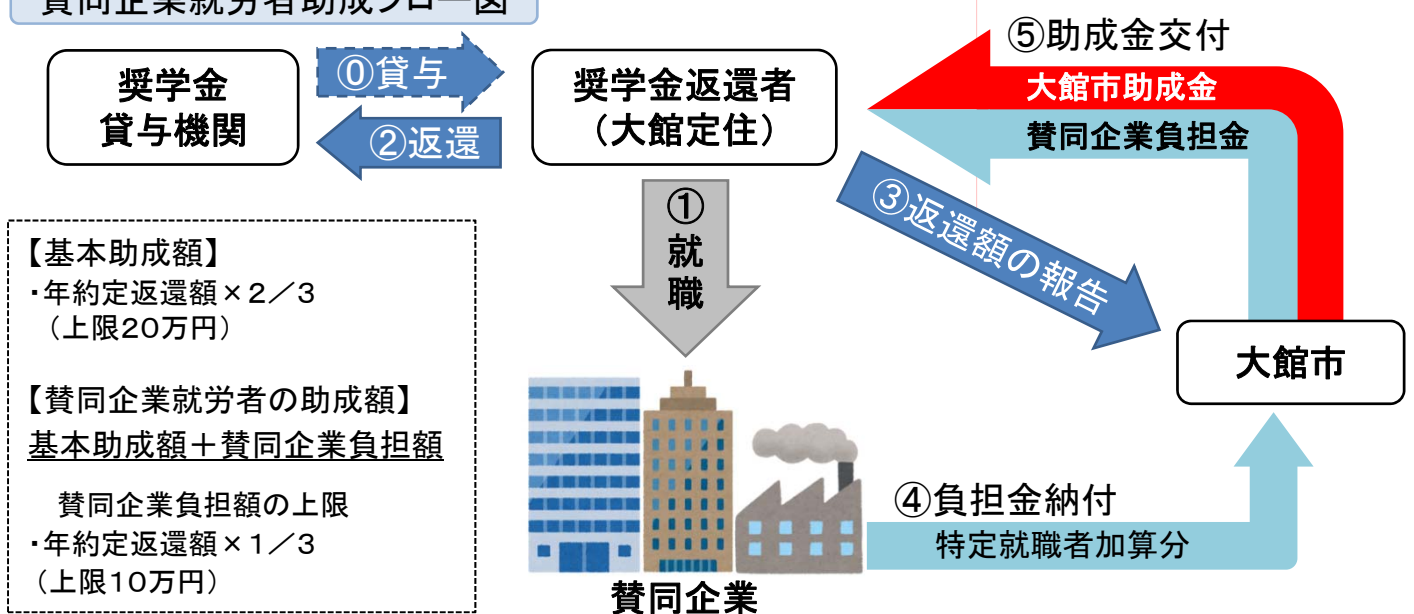 賛同企業就労者助成フロー図
奨学金
貸与機関
⓪貸与
②返還
奨学金返還者
（大館定住）
⑤助成金交付
大館市助成金
賛同企業負担金
①
就
職
③返還額の報告
大館市
【基本助成額】
・年約定返還額×２／３
（上限２０万円）
【賛同企業就労者の助成額】
基本助成額＋賛同企業負担額
賛同企業負担額の上限
・年約定返還額×１／３
（上限１０万円）
④負担金納付
特定就職者加算分
賛同企業